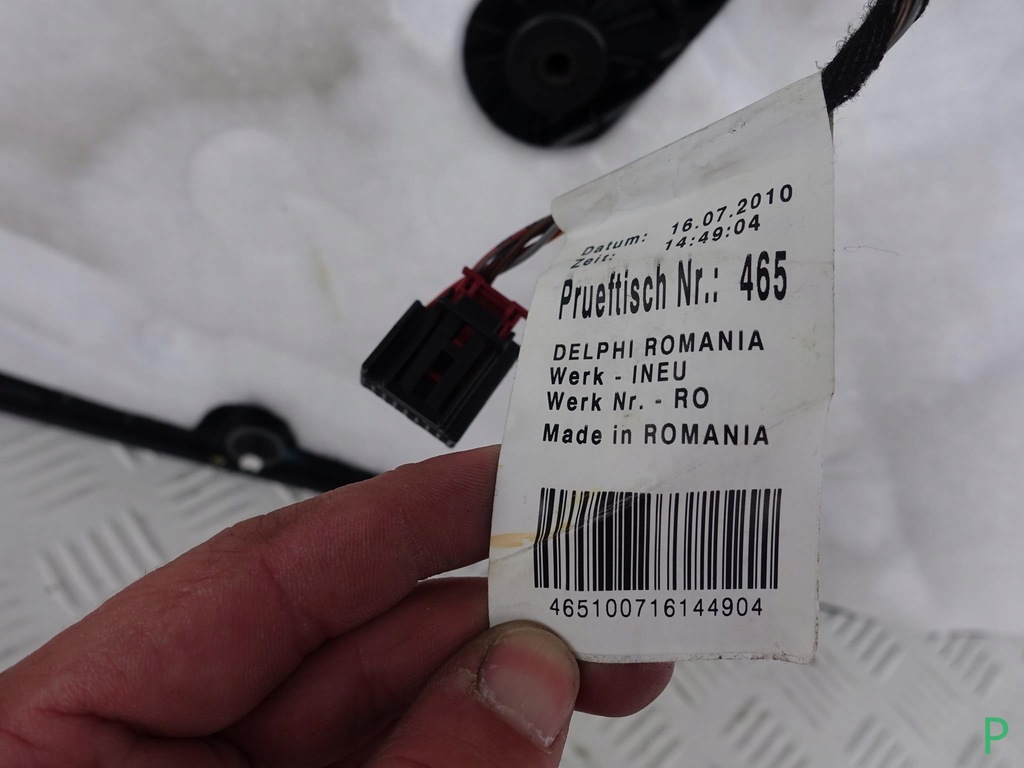 Datum: 16.07.2010
Zeit: 14:49:04
Prueftisch Nr.: 465
DELPHI ROMANIA
Werk - INEU
Werk Nr. - RO
Made in ROMANIA
465100716144904
P